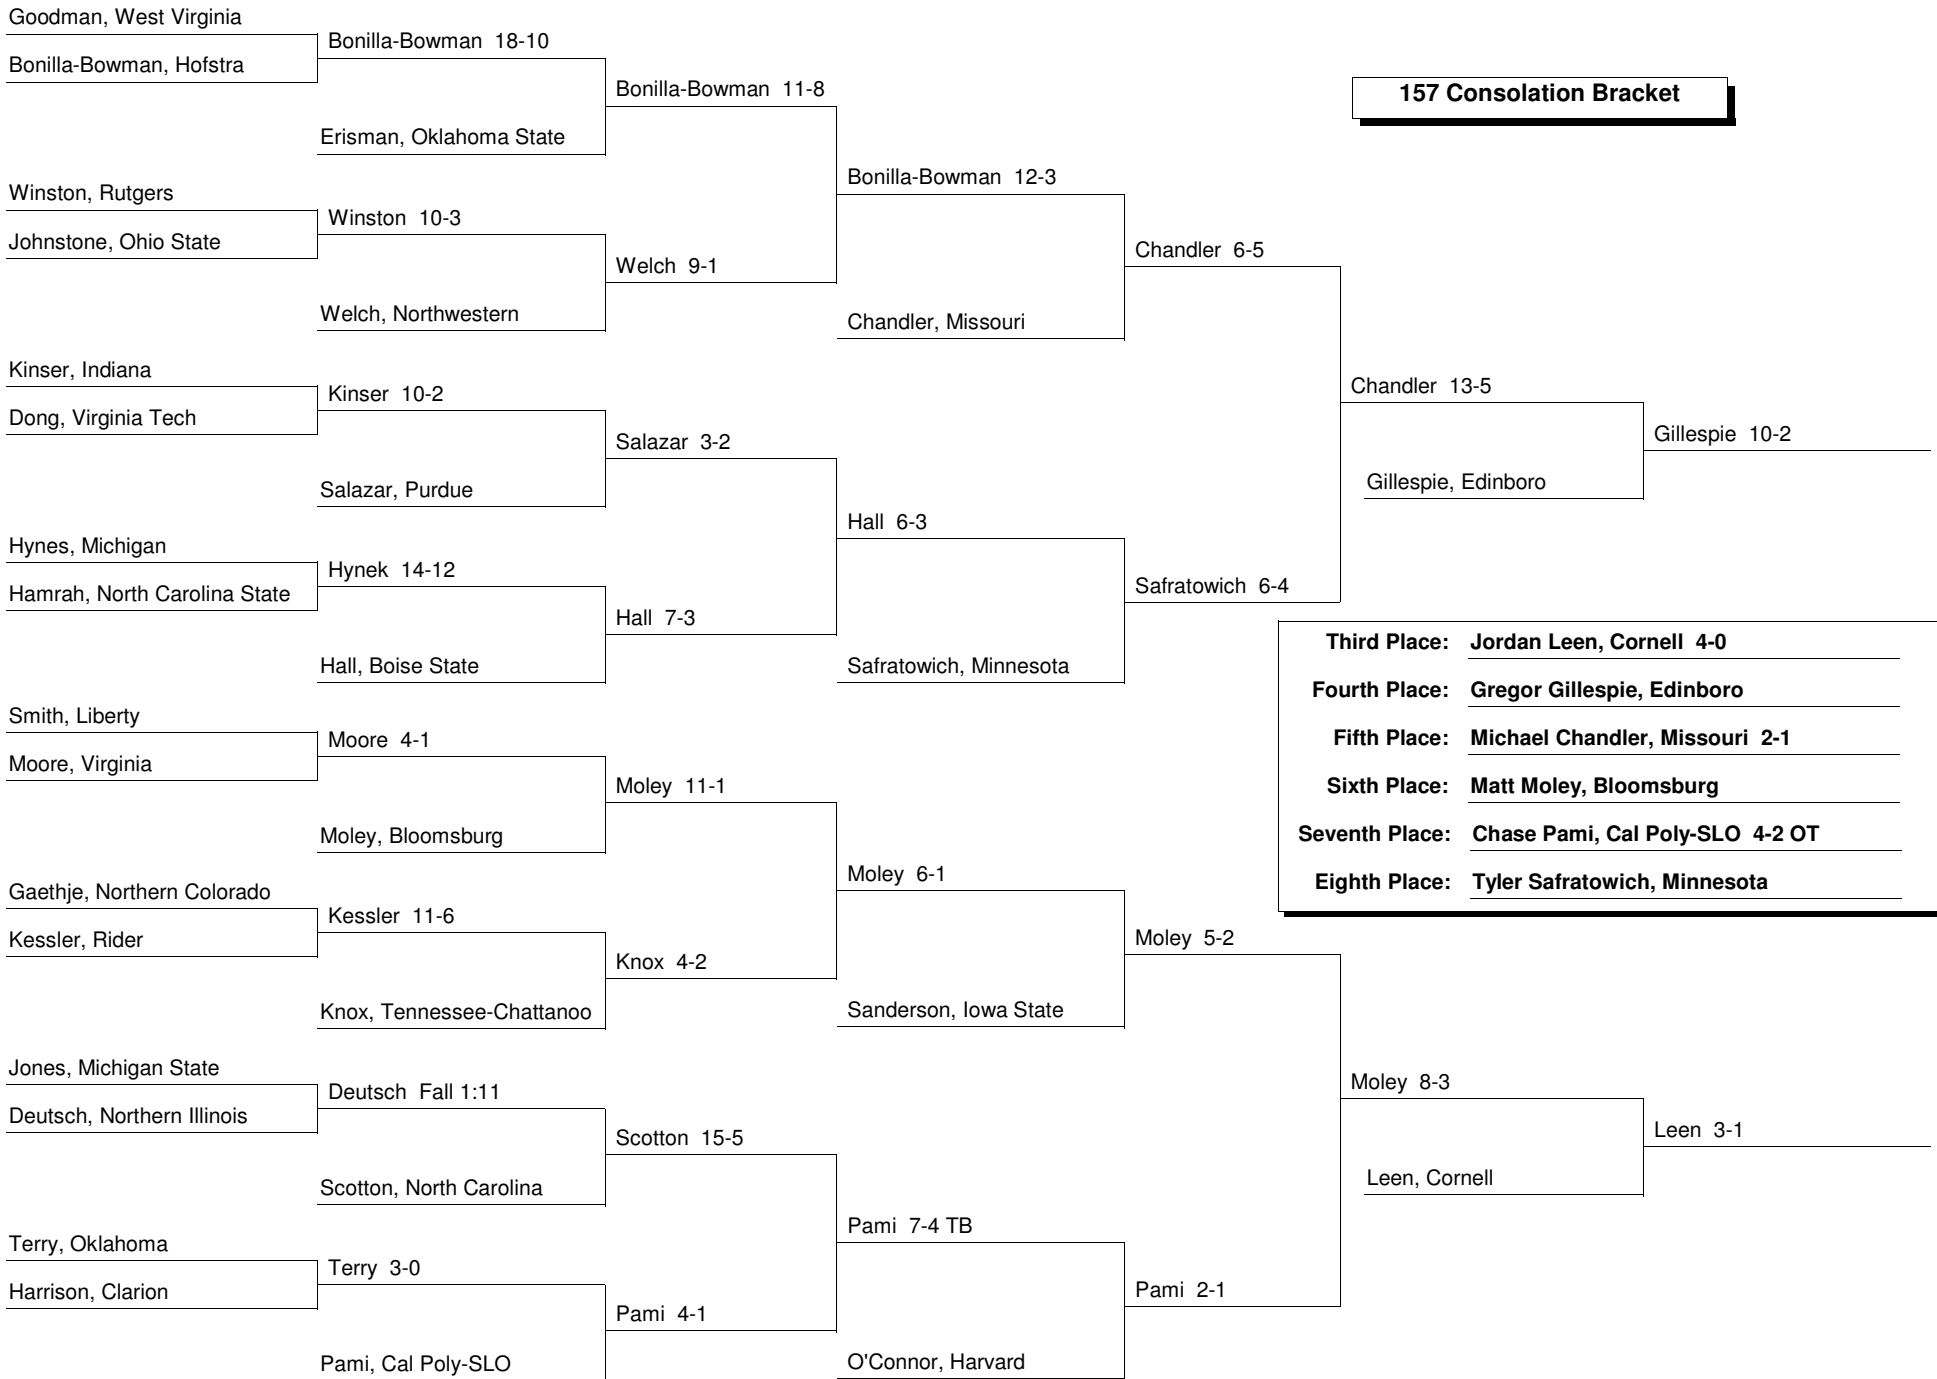 Goodman, West Virginia
Bonilla-Bowman 18-10
Bonilla-Bowman, Hofstra
Bonilla-Bowman 11-8
157 Consolation Bracket
Erisman, Oklahoma State
Bonilla-Bowman 12-3
Winston, Rutgers
Winston 10-3
Johnstone, Ohio State
Chandler 6-5
Welch 9-1
Welch, Northwestern
Chandler, Missouri
Kinser, Indiana
Kinser 10-2
Chandler 13-5
Dong, Virginia Tech
Salazar 3-2
Gillespie 10-2
Salazar, Purdue
Gillespie, Edinboro
Hall 6-3
Hynes, Michigan
Hynek 14-12
Hamrah, North Carolina State
Safratowich 6-4
Hall 7-3
Hall, Boise State
Safratowich, Minnesota
Third Place: Jordan Leen, Cornell 4-0
Fourth Place: Gregor Gillespie, Edinboro
Fifth Place: Michael Chandler, Missouri 2-1
Sixth Place: Matt Moley, Bloomsburg
Seventh Place: Chase Pami, Cal Poly-SLO 4-2 OT
Eighth Place: Tyler Safratowich, Minnesota
Smith, Liberty
Moore 4-1
Moore, Virginia
Moley 11-1
Moley, Bloomsburg
Moley 6-1
Gaethje, Northern Colorado
Kessler 11-6
Kessler, Rider
Moley 5-2
Knox 4-2
Knox, Tennessee-Chattanoo
Sanderson, Iowa State
Jones, Michigan State
Deutsch Fall 1:11
Moley 8-3
Deutsch, Northern Illinois
Scotton 15-5
Leen 3-1
Scotton, North Carolina
Leen, Cornell
Pami 7-4 TB
Terry, Oklahoma
Terry 3-0
Harrison, Clarion
Pami 2-1
Pami 4-1
Pami, Cal Poly-SLO
O'Connor, Harvard